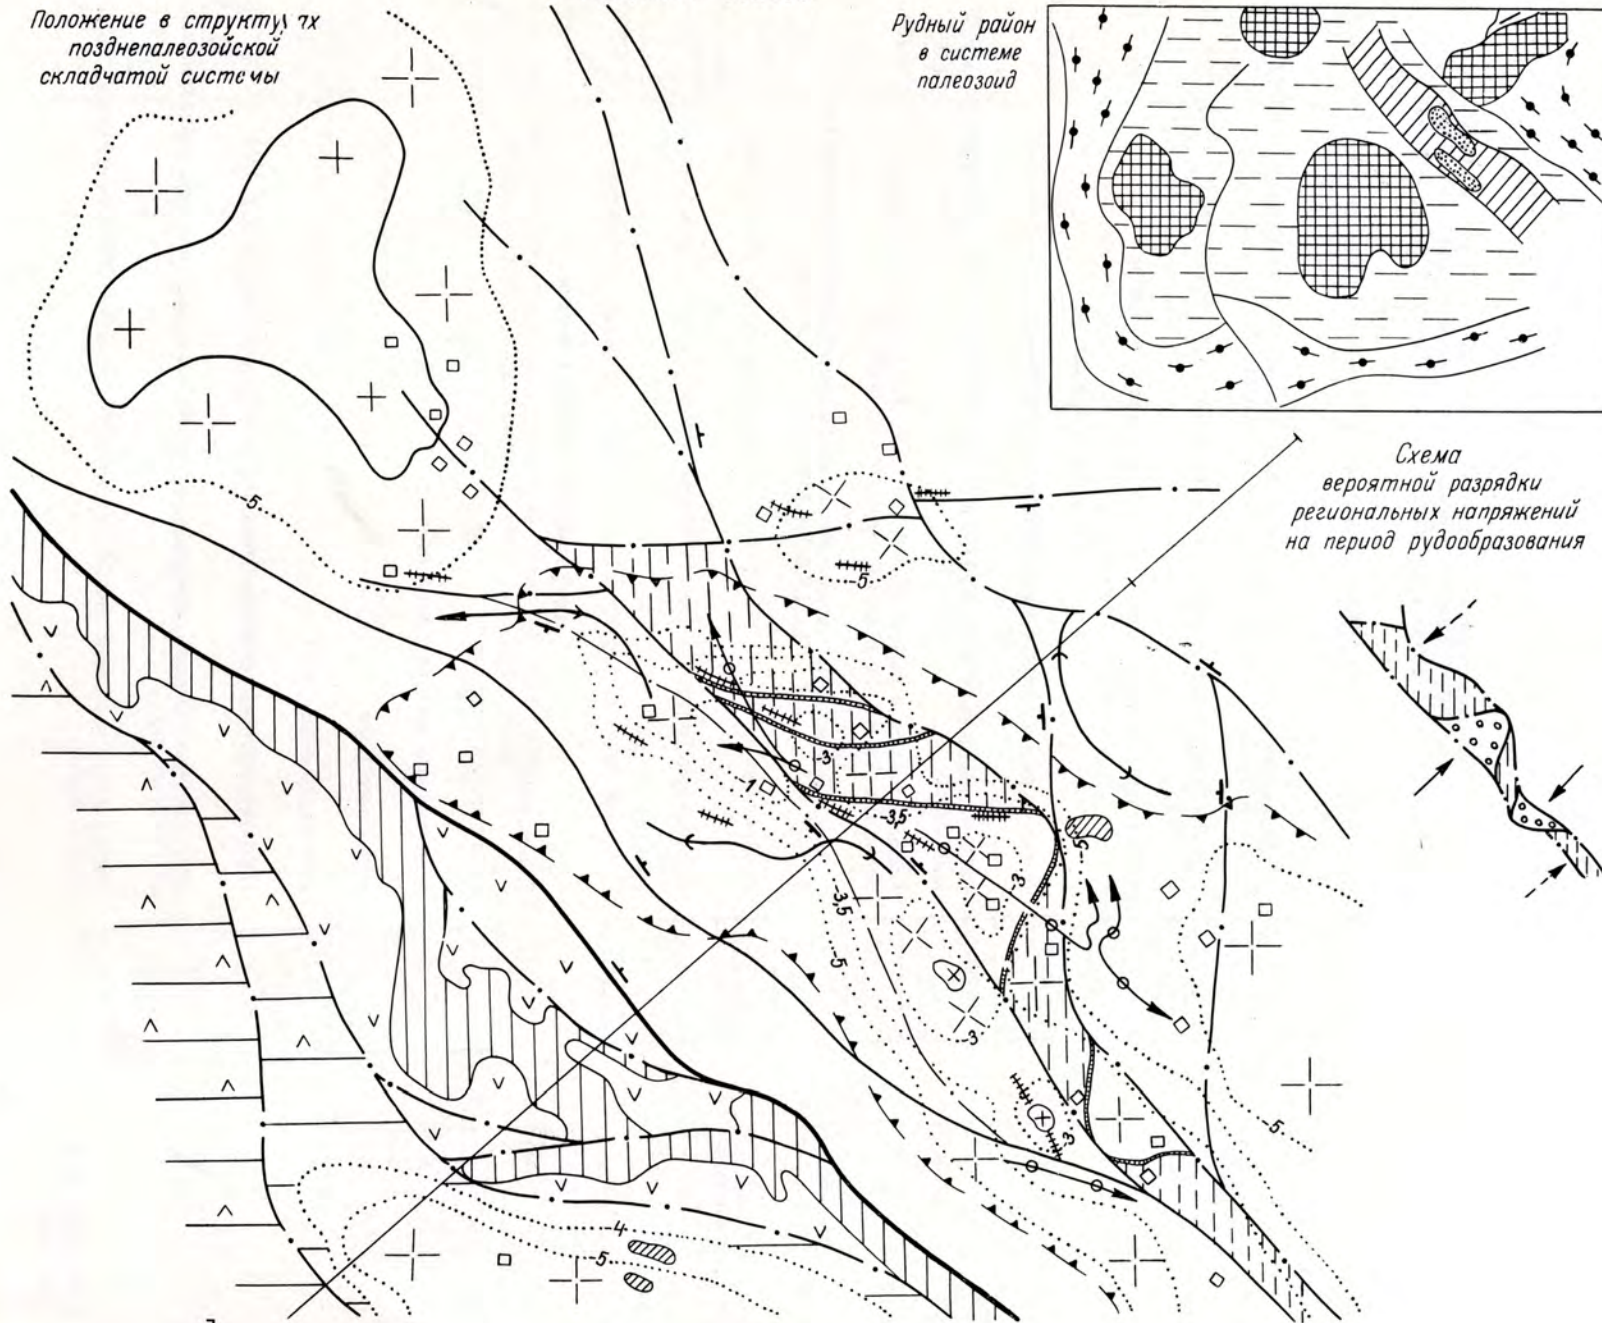 Положение в структурах
позднепалеозойской
складчатой системы
Рудный район
в системе
палеозоид
Схема
вероятной разрядки
региональных напряжений
на период рудообразования
-5
-5
-3
-1
-3,5
-5
-3
-3,5
-5
-3
-3
-5
-4
-5